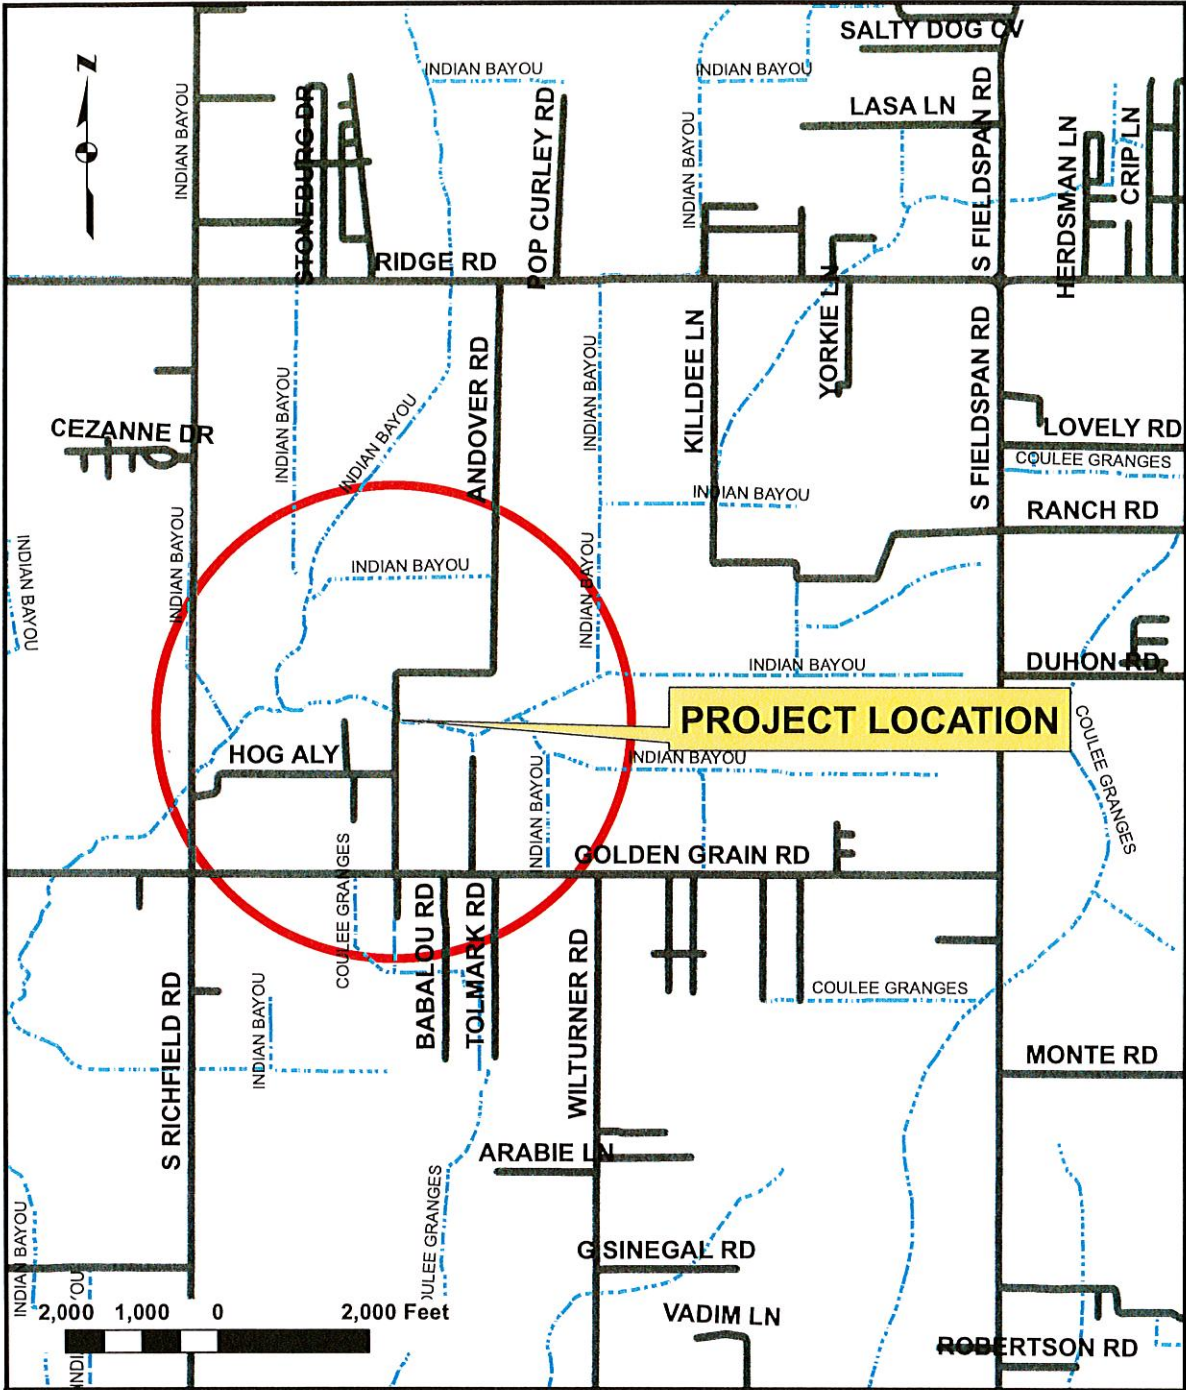 SALTY DOG CV
N
INDIAN BAYOU
INDIAN BAYOU
INDIAN BAYOU
STONEBURG DR
POP CURLEY RD
INDIAN BAYOU
LASA LN
S FIELDSPAN RD
HERDSMAN LN
CRIP LN
RIDGE RD
YORKIE LN
KILLDEE LN
ANDOVER RD
INDIAN BAYOU
INDIAN BAYOU
INDIAN BAYOU
S FIELDSPAN RD
CEZANNE DR
LOVELY RD
COULEE GRANGES
INDIAN BAYOU
RANCH RD
INDIAN BAYOU
INDIAN BAYOU
INDIAN BAYOU
INDIAN BAYOU
INDIAN BAYOU
DUHON RD
PROJECT LOCATION
COULEE GRANGES
HOG ALY
INDIAN BAYOU
INDIAN BAYOU
GOLDEN GRAIN RD
COULEE GRANGES
BABALOU RD
TOLMARK RD
WILTURNER RD
S RICHFIELD RD
INDIAN BAYOU
COULEE GRANGES
MONTE RD
ARABIE LN
COULEE GRANGES
INDIAN BAYOU
G SINEGAL RD
VADIM LN
ROBERTSON RD
2,000 1,000 0 2,000 Feet